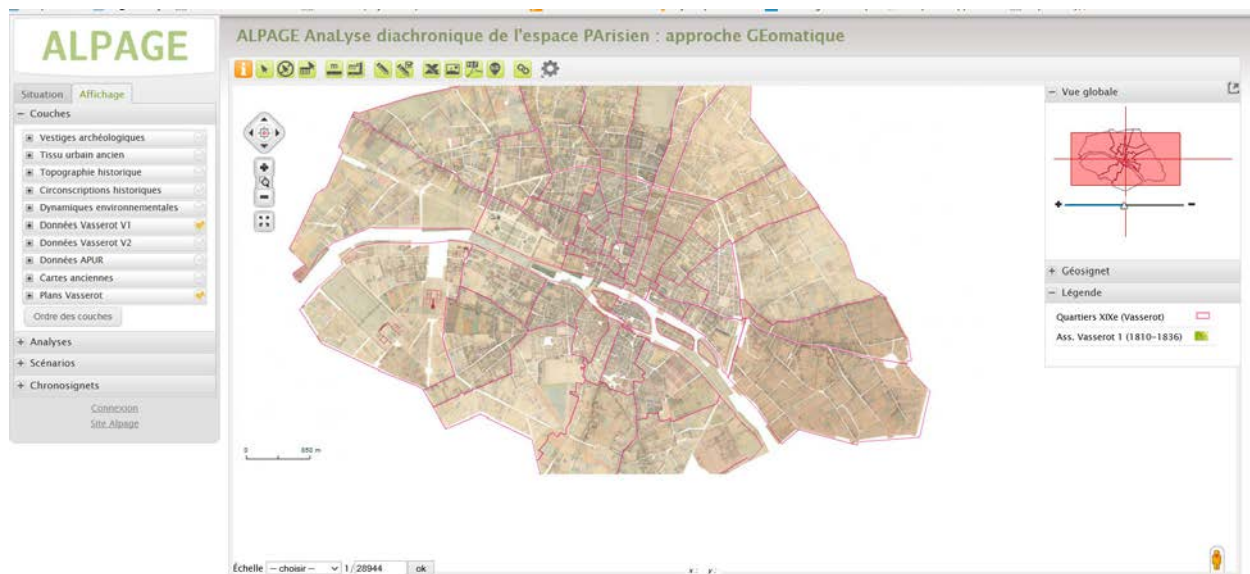 ALPAGE
ALPAGE AnaLyse diachronique de l'espace PArisien : approche GEomatique
Situation
Affichage
− Couches
Vestiges archéologiques
Tissu urbain ancien
Topographie historique
Circonscriptions historiques
Dynamiques environnementales
Données Vasserot V1
Données Vasserot V2
Données APUR
Cartes anciennes
Plans Vasserot
Ordre des couches
+ Analyses
+ Scénarios
+ Chronosignets
Connexion
Site Alpage
− Vue globale
+ −
+ Géosignet
− Légende
Quartiers XIXe (Vasserot)
Ass. Vasserot 1 (1810-1836)
0 850 m
Échelle -- choisir -- 1 / 28944 ok
x : y :